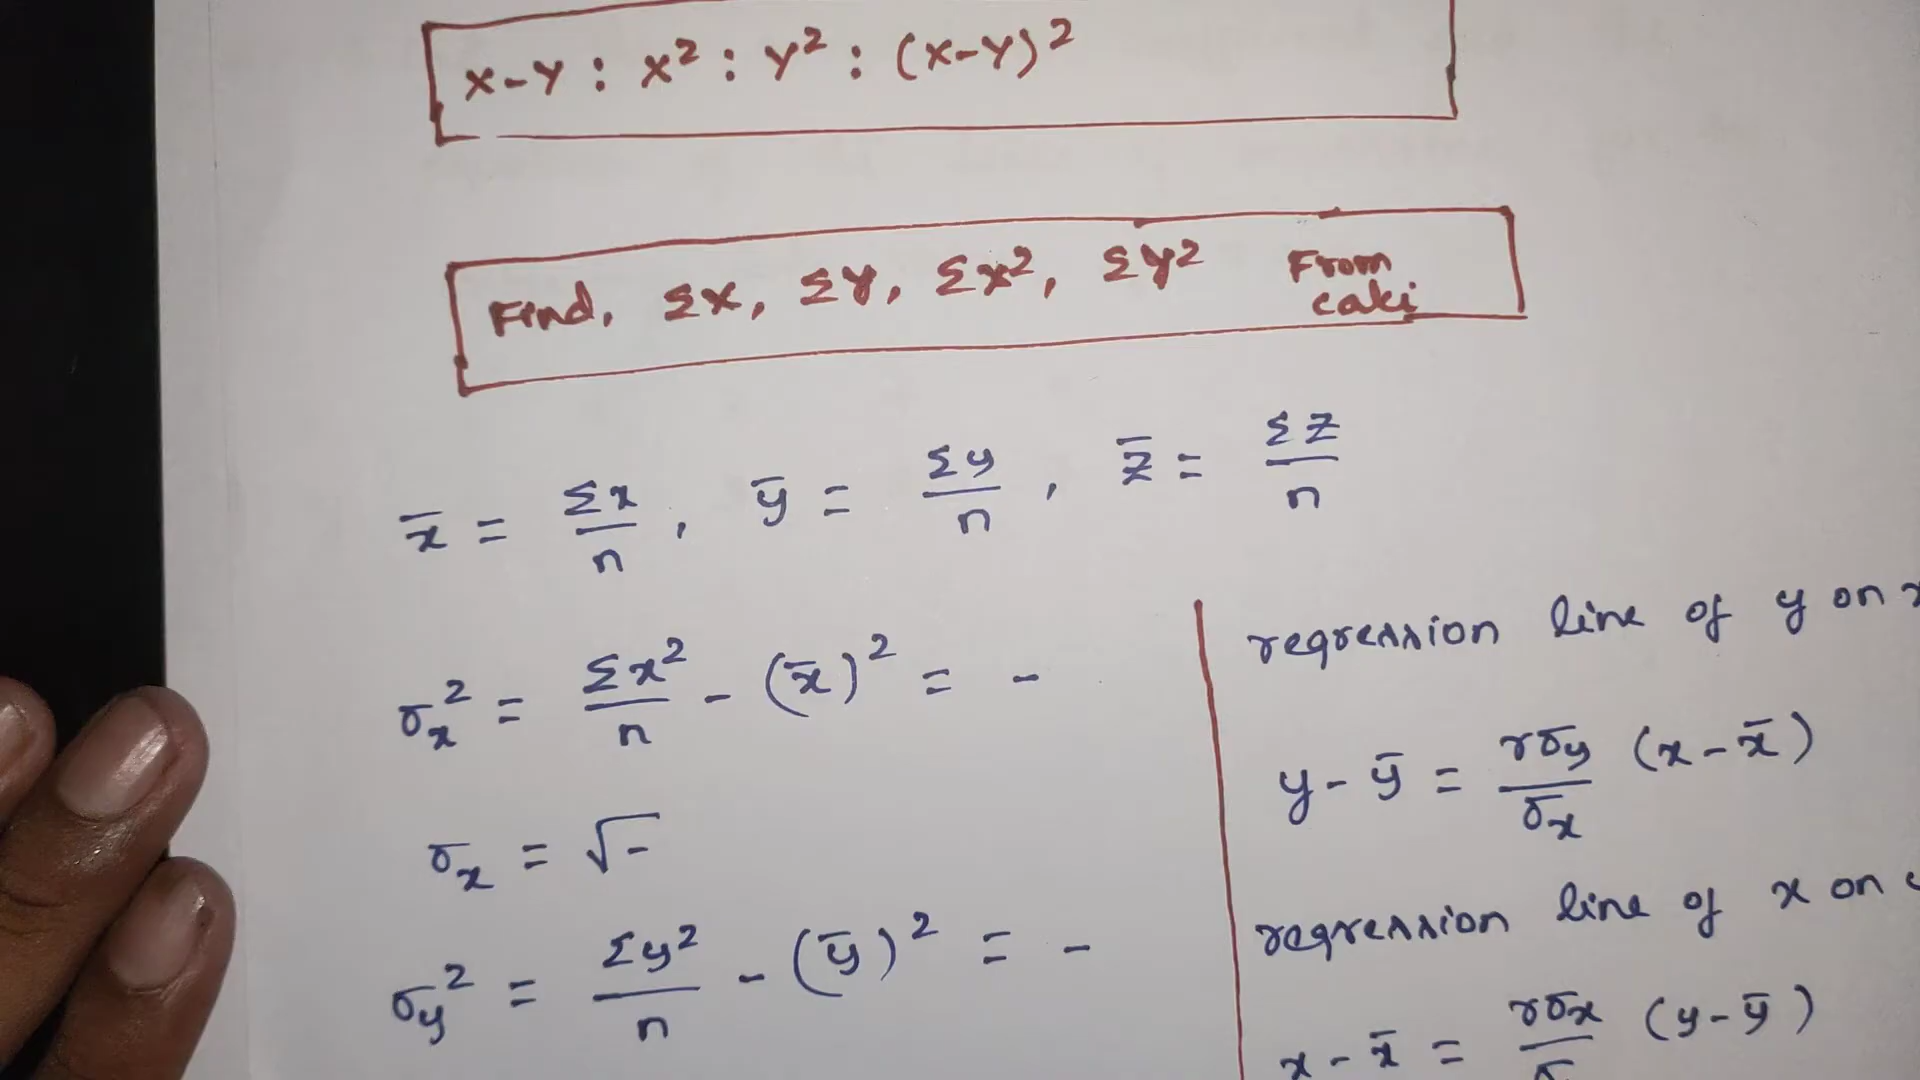 x-y : x² : y² : (x-y)²
Find, Σx, Σy, Σx², Σy² From calci
x̄ = Σx/n , ȳ = Σy/n , z̄ = Σz/n
σx² = Σx²/n - (x̄)² = -
σx = √-
σy² = Σy²/n - (ȳ)² = -
regression line of y on x
y - ȳ = rσy/σx (x - x̄)
regression line of x on
x - x̄ = rσx/σ (y - ȳ)